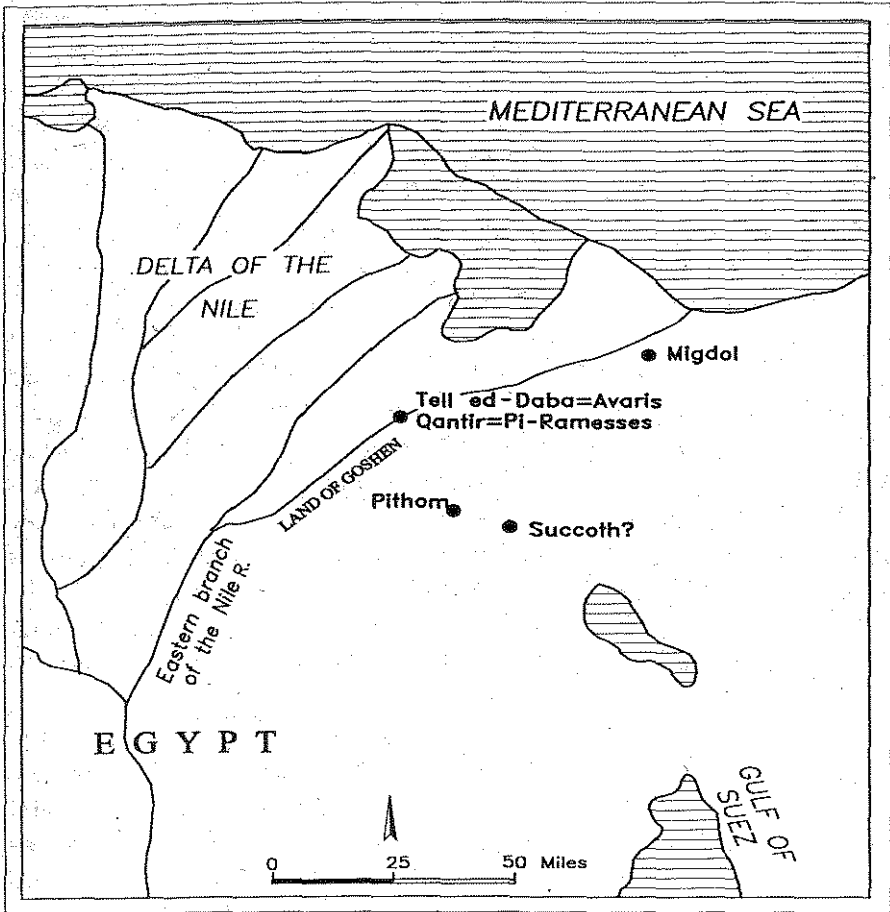 MEDITERRANEAN SEA
DELTA OF THE
NILE
Migdol
Tell ed-Daba=Avaris
Qantir=Pi-Ramesses
LAND OF GOSHEN
Pithom
Succoth?
Eastern branch
of the Nile R.
EGYPT
GULF OF
SUEZ
0 25 50 Miles